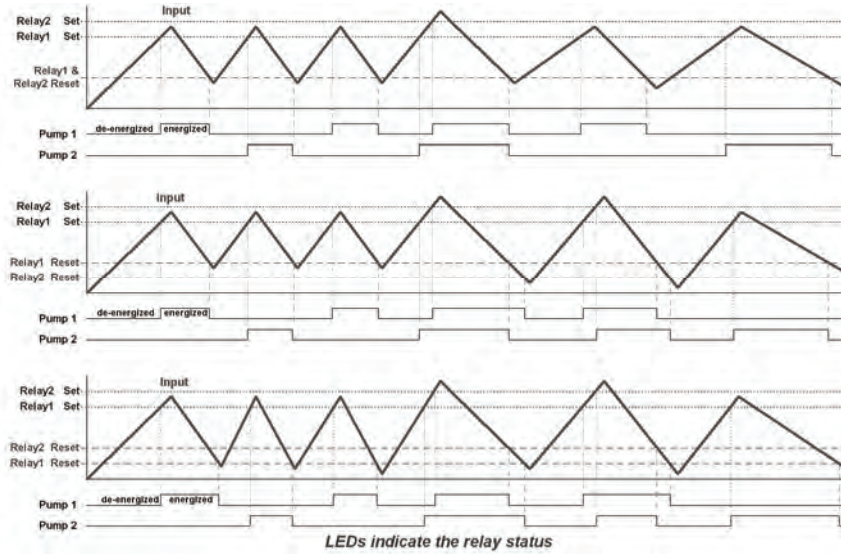 Input
Relay2 Set
Relay1 Set
Relay1 &
Relay2 Reset
de-energized energized
Pump 1
Pump 2
Input
Relay2 Set
Relay1 Set
Relay1 Reset
Relay2 Reset
de-energized energized
Pump 1
Pump 2
Input
Relay2 Set
Relay1 Set
Relay2 Reset
Relay1 Reset
de-energized energized
Pump 1
Pump 2
LEDs indicate the relay status